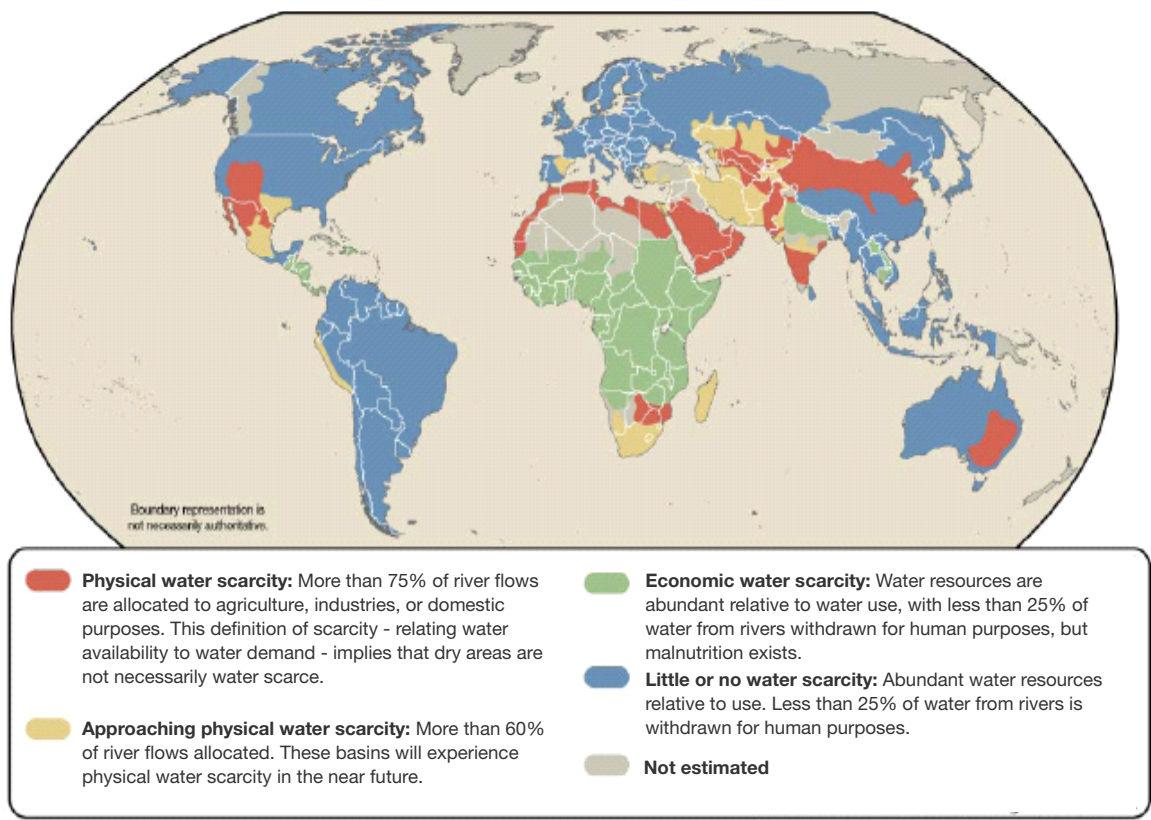 Boundary representation is
not necessarily authoritative.
Physical water scarcity: More than 75% of river flows
are allocated to agriculture, industries, or domestic
purposes. This definition of scarcity - relating water
availability to water demand - implies that dry areas are
not necessarily water scarce.
Approaching physical water scarcity: More than 60%
of river flows allocated. These basins will experience
physical water scarcity in the near future.
Economic water scarcity: Water resources are
abundant relative to water use, with less than 25% of
water from rivers withdrawn for human purposes, but
malnutrition exists.
Little or no water scarcity: Abundant water resources
relative to use. Less than 25% of water from rivers is
withdrawn for human purposes.
Not estimated